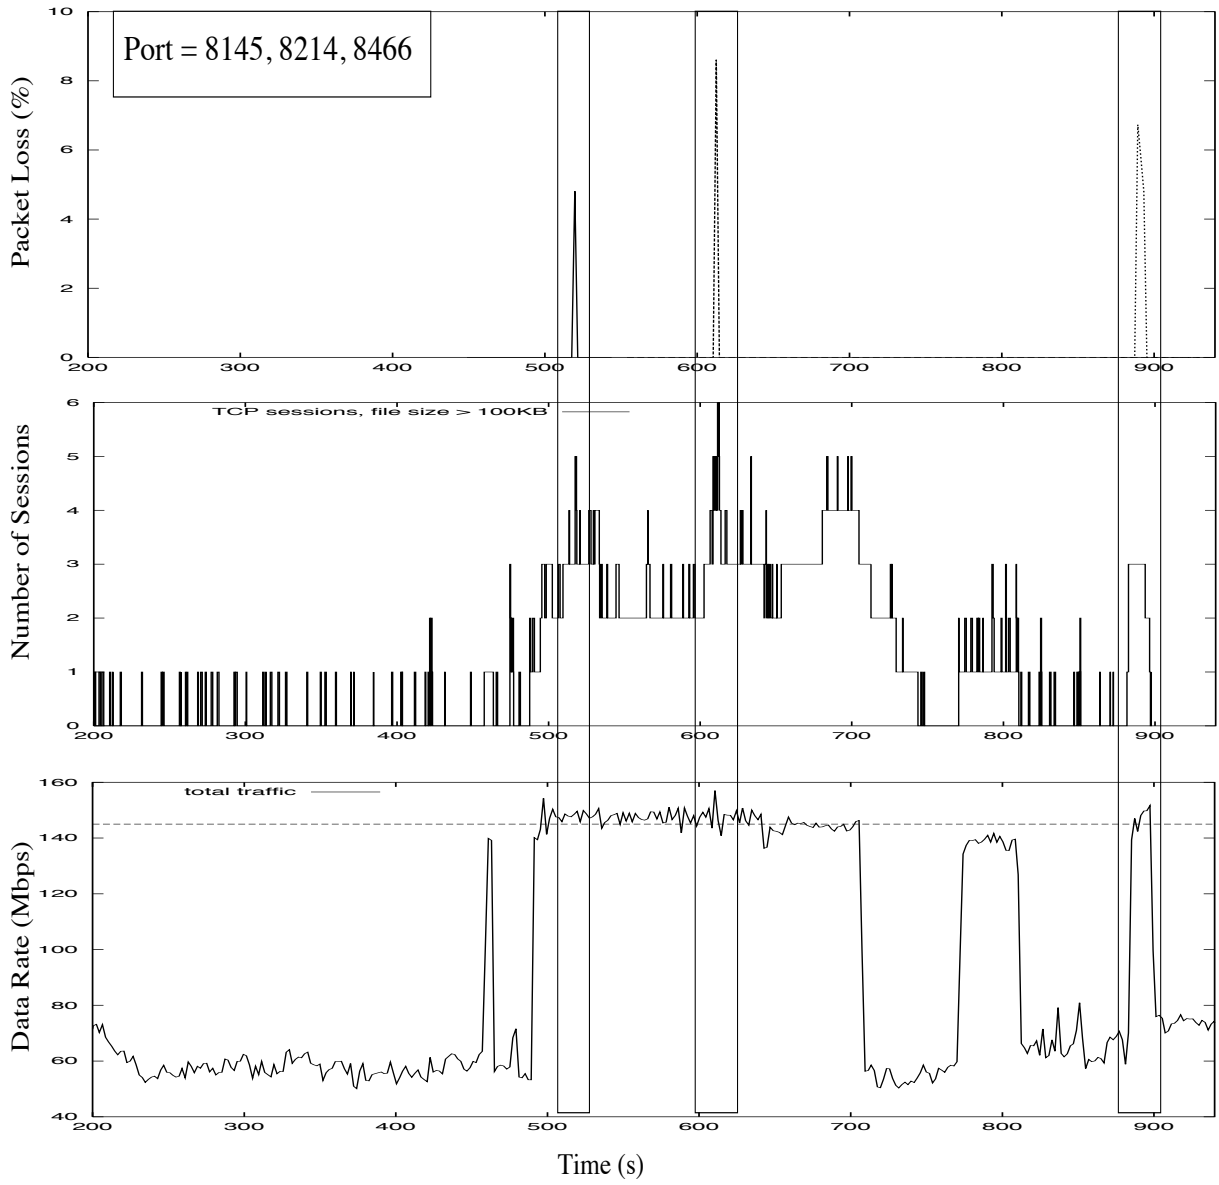 Port = 8145, 8214, 8466
Packet Loss (%)
10
8
6
4
2
0
200 300 400 500 600 700 800 900
TCP sessions, file size > 100KB
Number of Sessions
6
5
4
3
2
1
0
200 300 400 500 600 700 800 900
total traffic
Data Rate (Mbps)
160
140
120
100
80
60
40
200 300 400 500 600 700 800 900
Time (s)